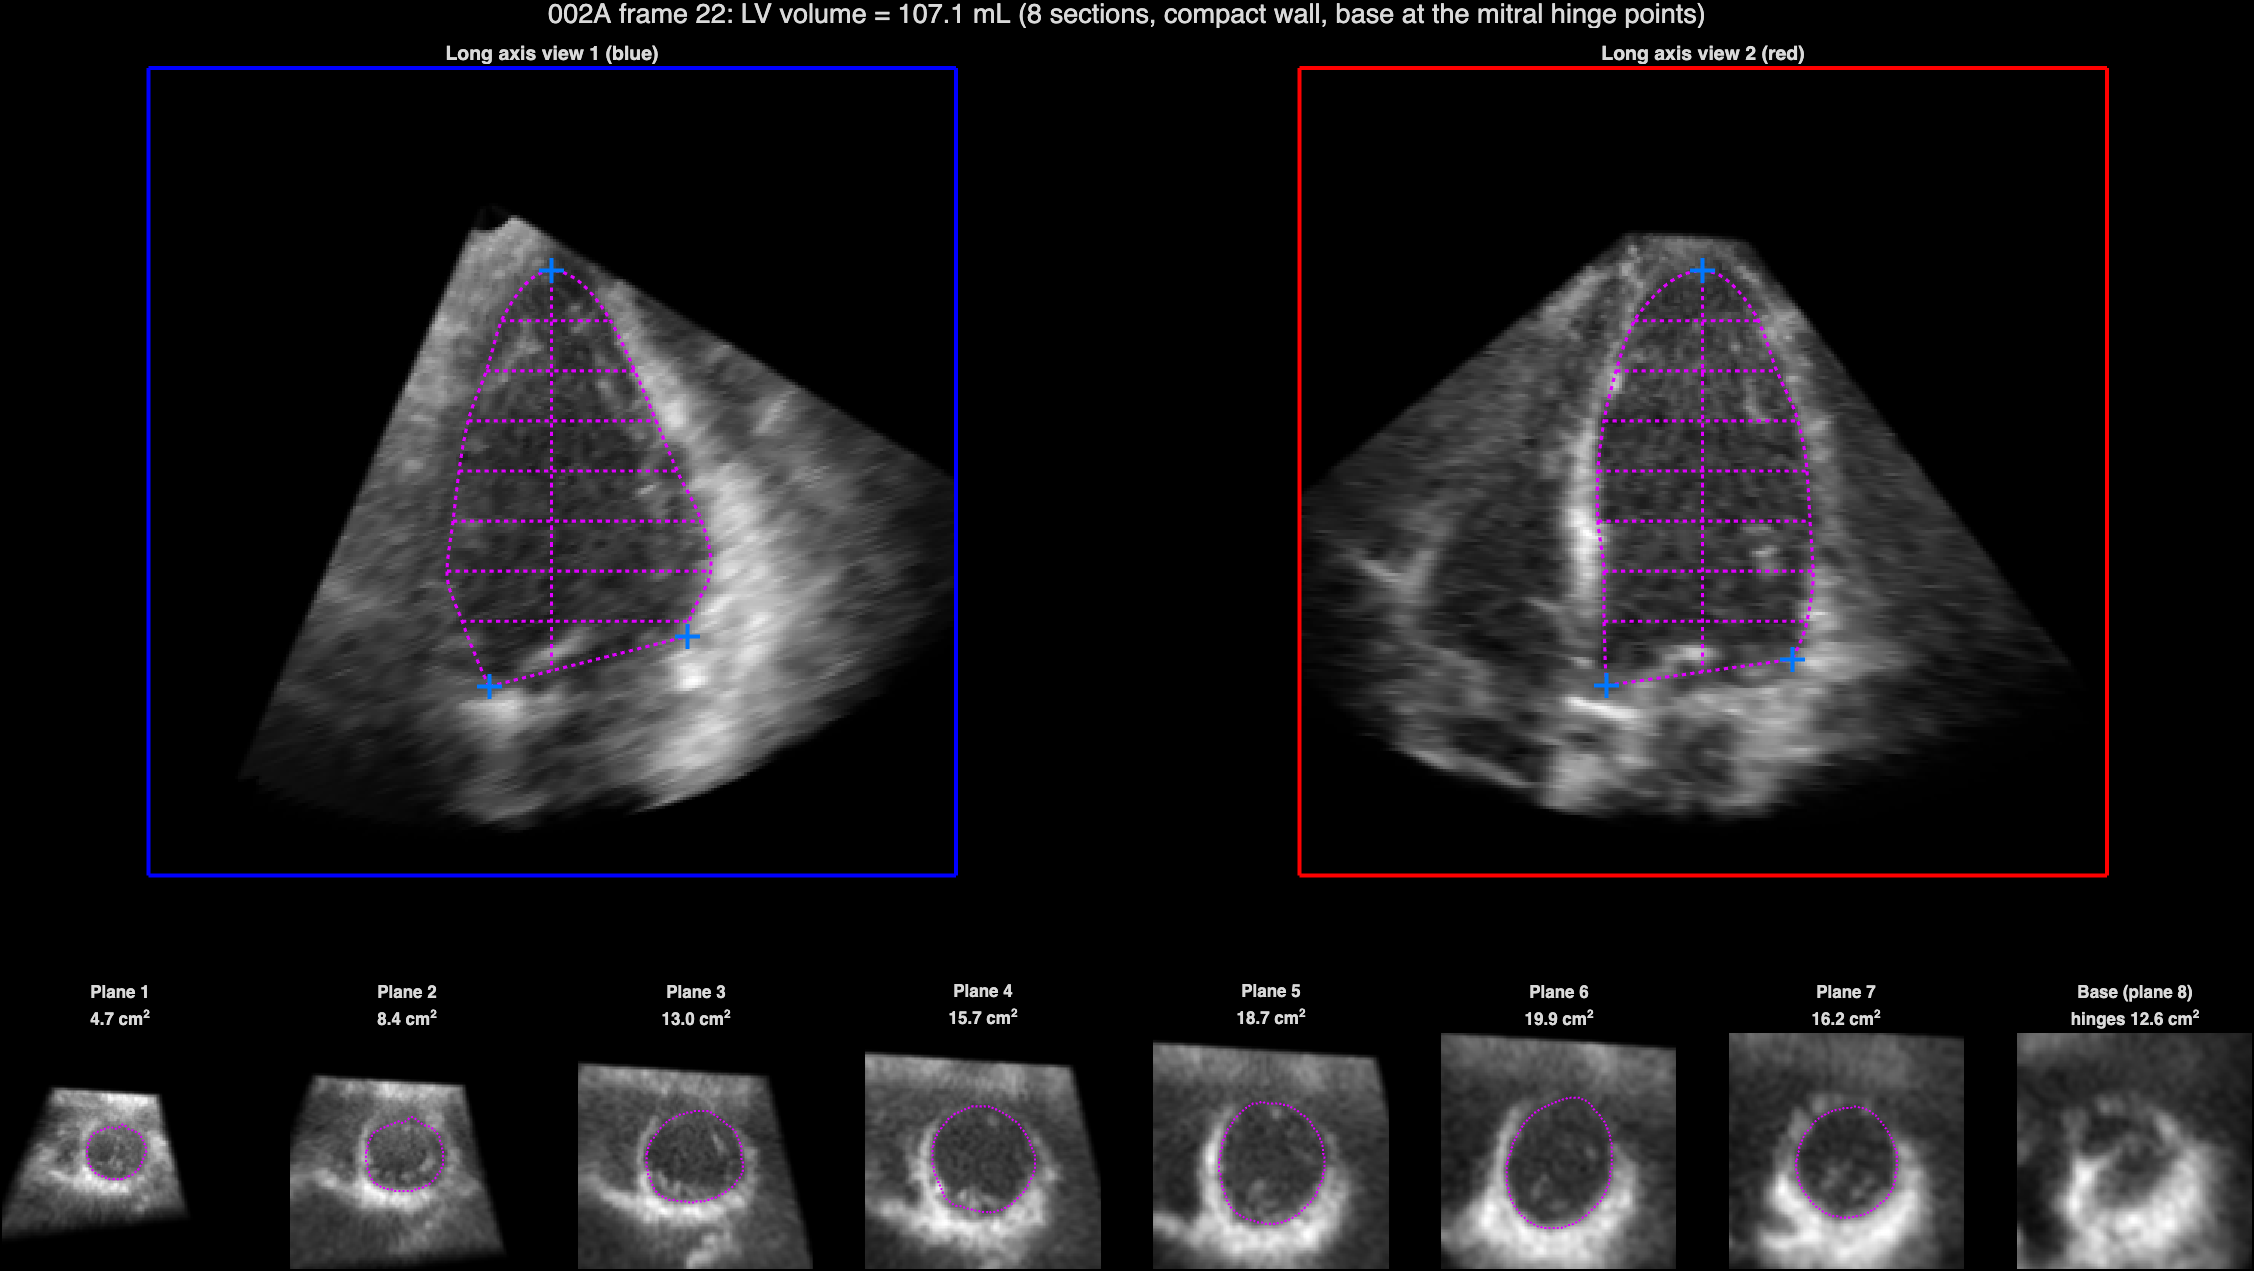 002A frame 22: LV volume = 107.1 mL (8 sections, compact wall, base at the mitral hinge points)
Long axis view 1 (blue)
Long axis view 2 (red)
Plane 1
4.7 cm²
Plane 2
8.4 cm²
Plane 3
13.0 cm²
Plane 4
15.7 cm²
Plane 5
18.7 cm²
Plane 6
19.9 cm²
Plane 7
16.2 cm²
Base (plane 8)
hinges 12.6 cm²